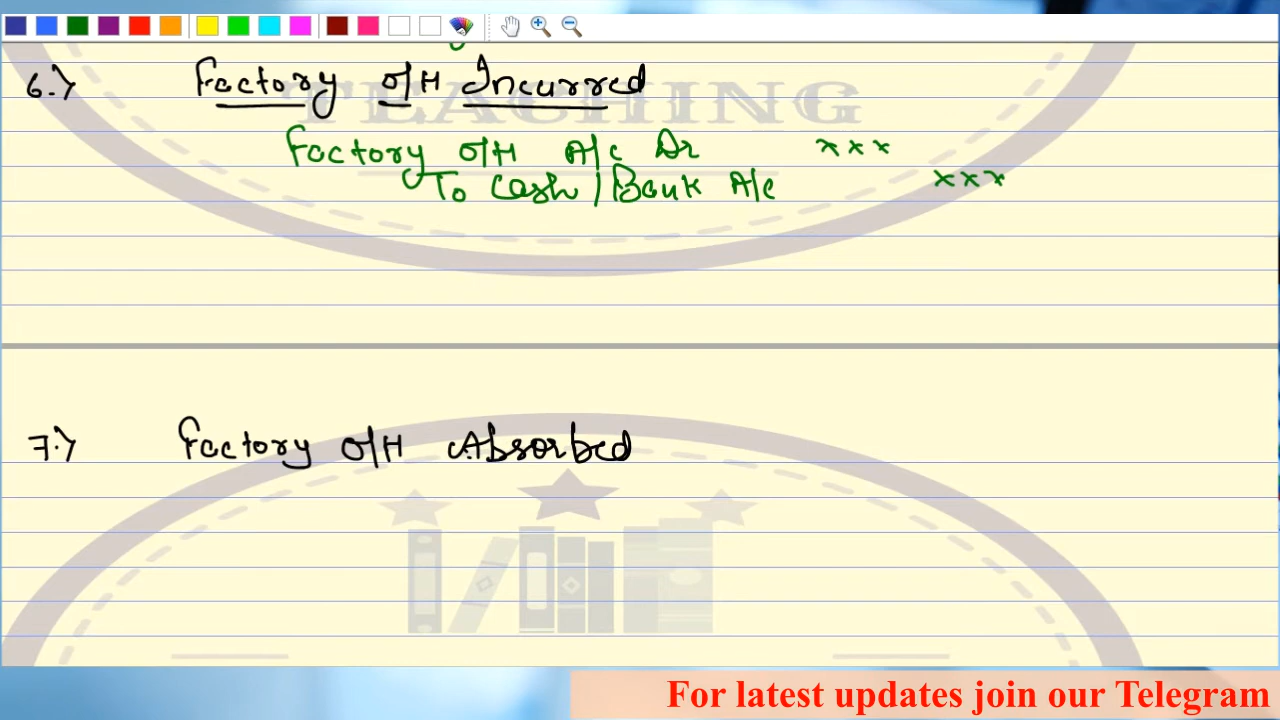 6.) Factory O/H Incurred
TEACHING
Factory O/H A/c Dr xxx
To Cash / Bank A/c xxx
7.) Factory O/H Absorbed
For latest updates join our Telegram